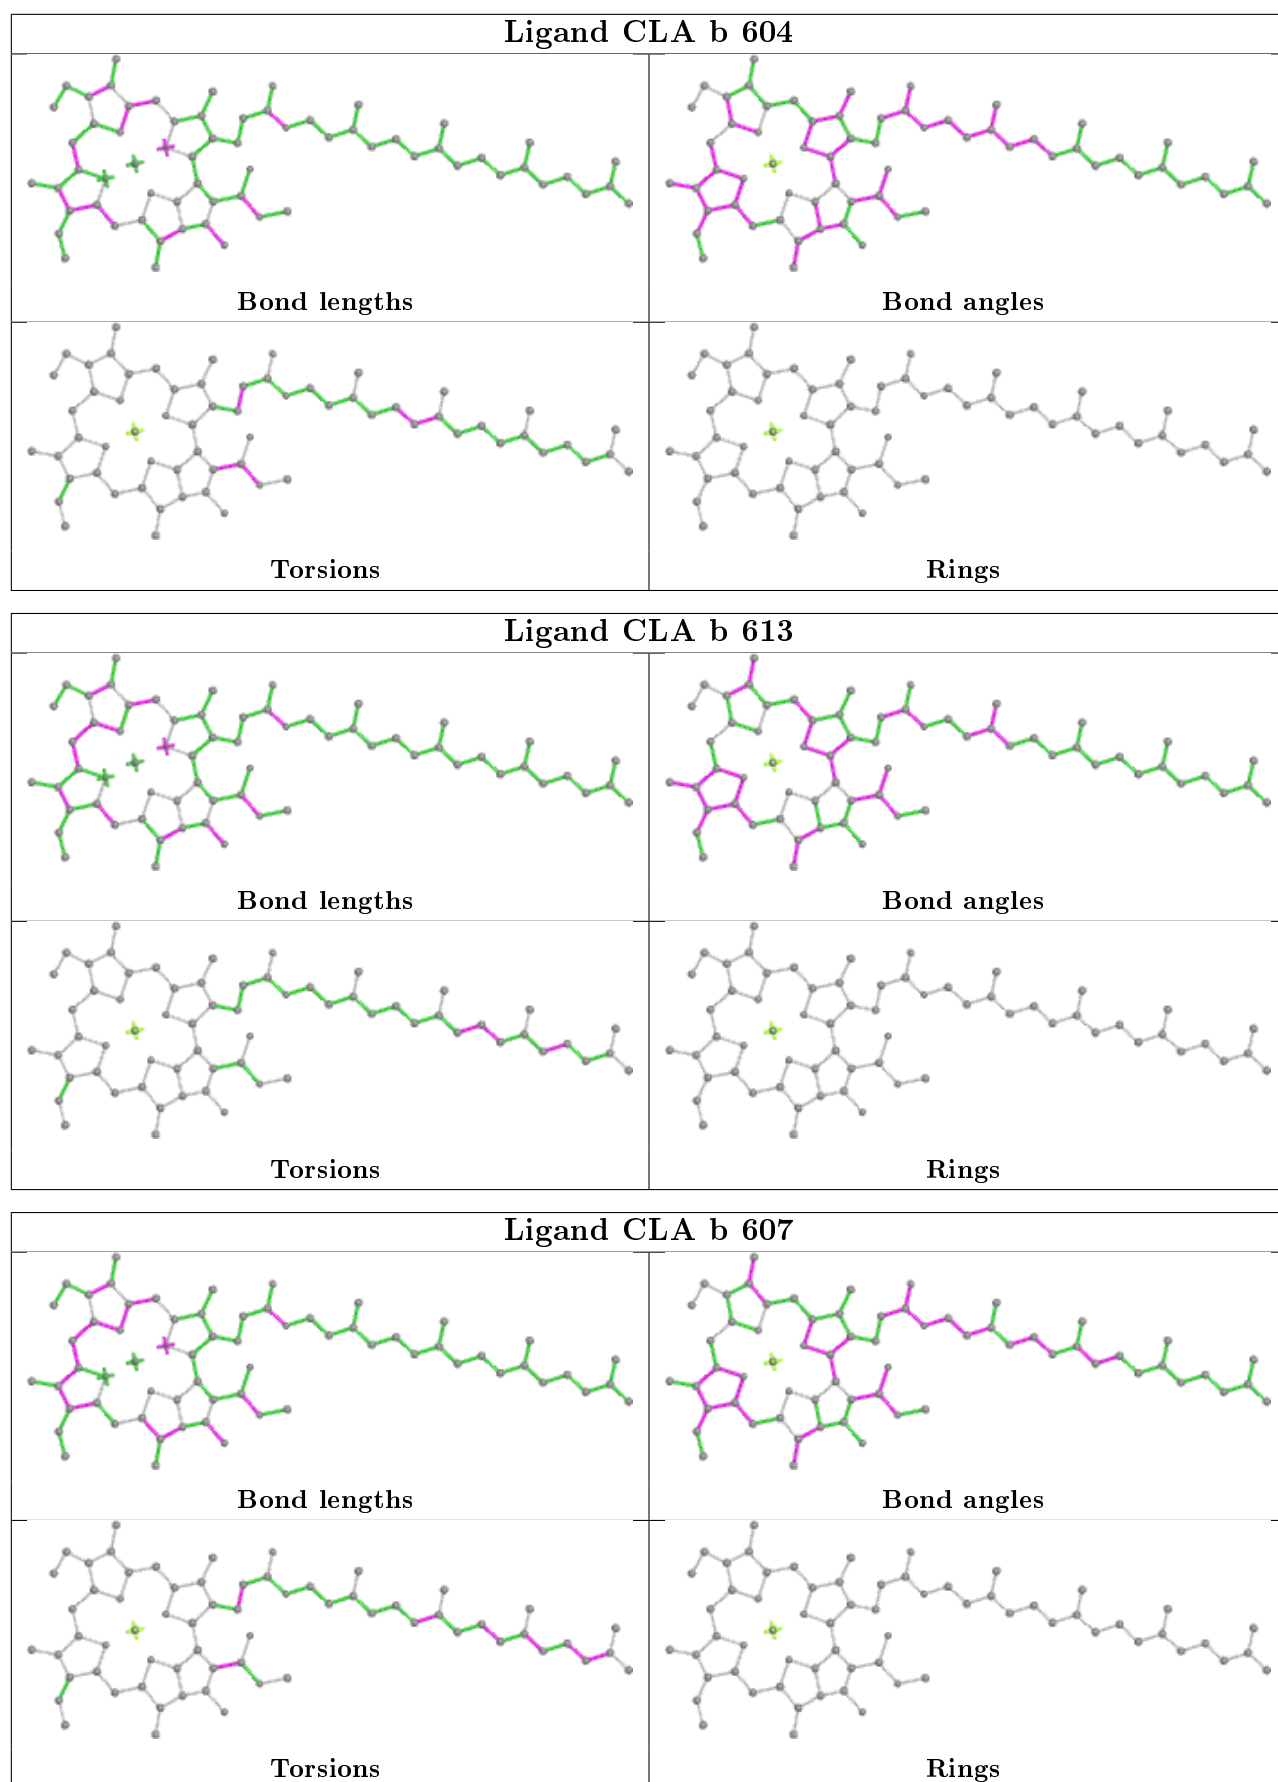 Ligand CLA b 604
Bond lengths
Bond angles
Torsions
Rings
Ligand CLA b 613
Bond lengths
Bond angles
Torsions
Rings
Ligand CLA b 607
Bond lengths
Bond angles
Torsions
Rings